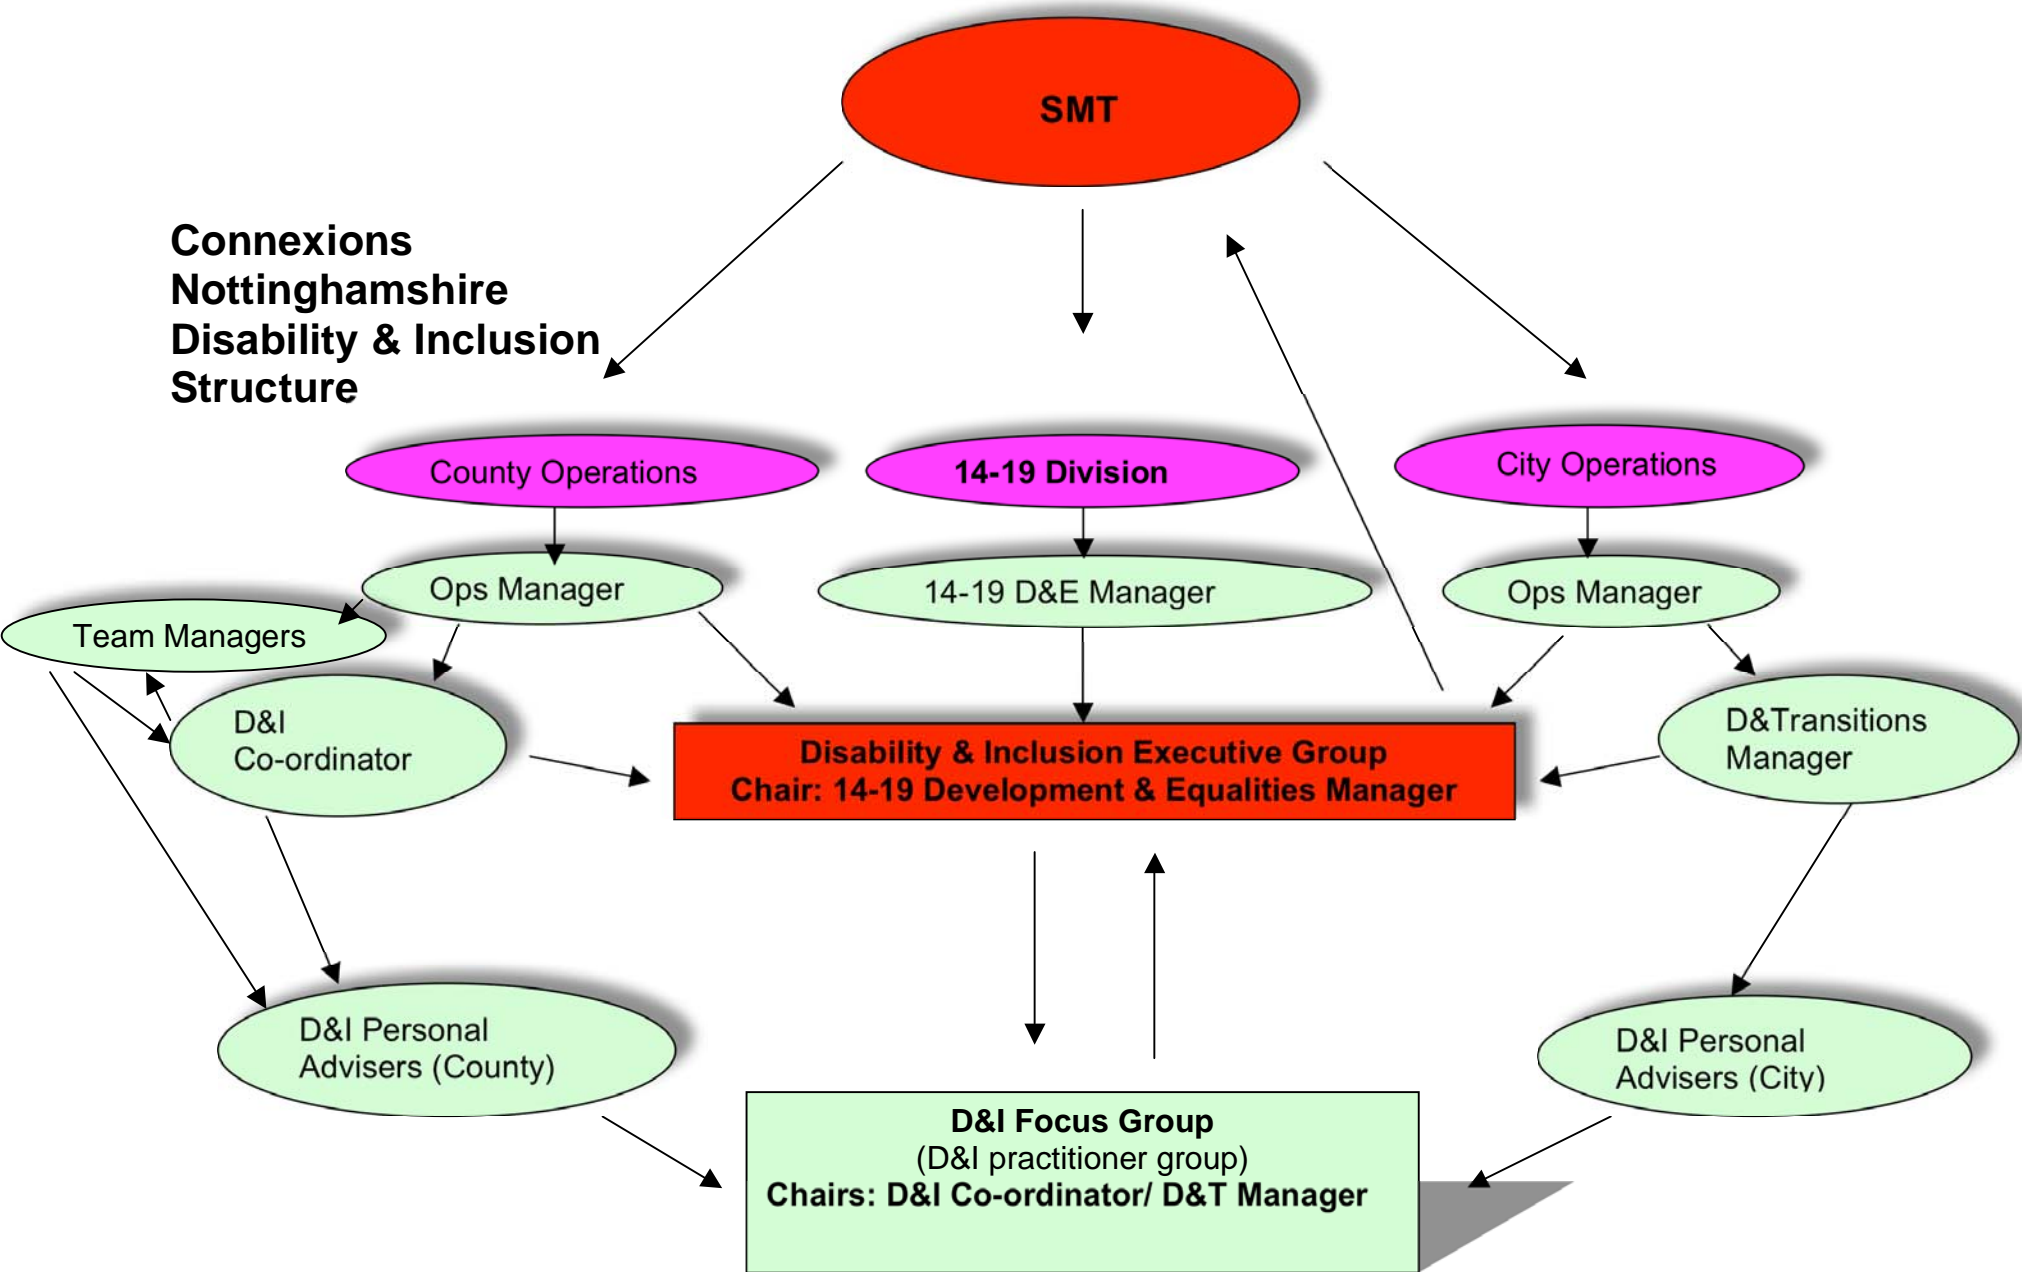 SMT
Connexions
Nottinghamshire
Disability & Inclusion
Structure
County Operations
14-19 Division
City Operations
Ops Manager
14-19 D&E Manager
Ops Manager
Team Managers
D&I
Co-ordinator
Disability & Inclusion Executive Group
Chair: 14-19 Development & Equalities Manager
D&Transitions
Manager
D&I Personal
Advisers (County)
D&I Personal
Advisers (City)
D&I Focus Group
(D&I practitioner group)
Chairs: D&I Co-ordinator/ D&T Manager